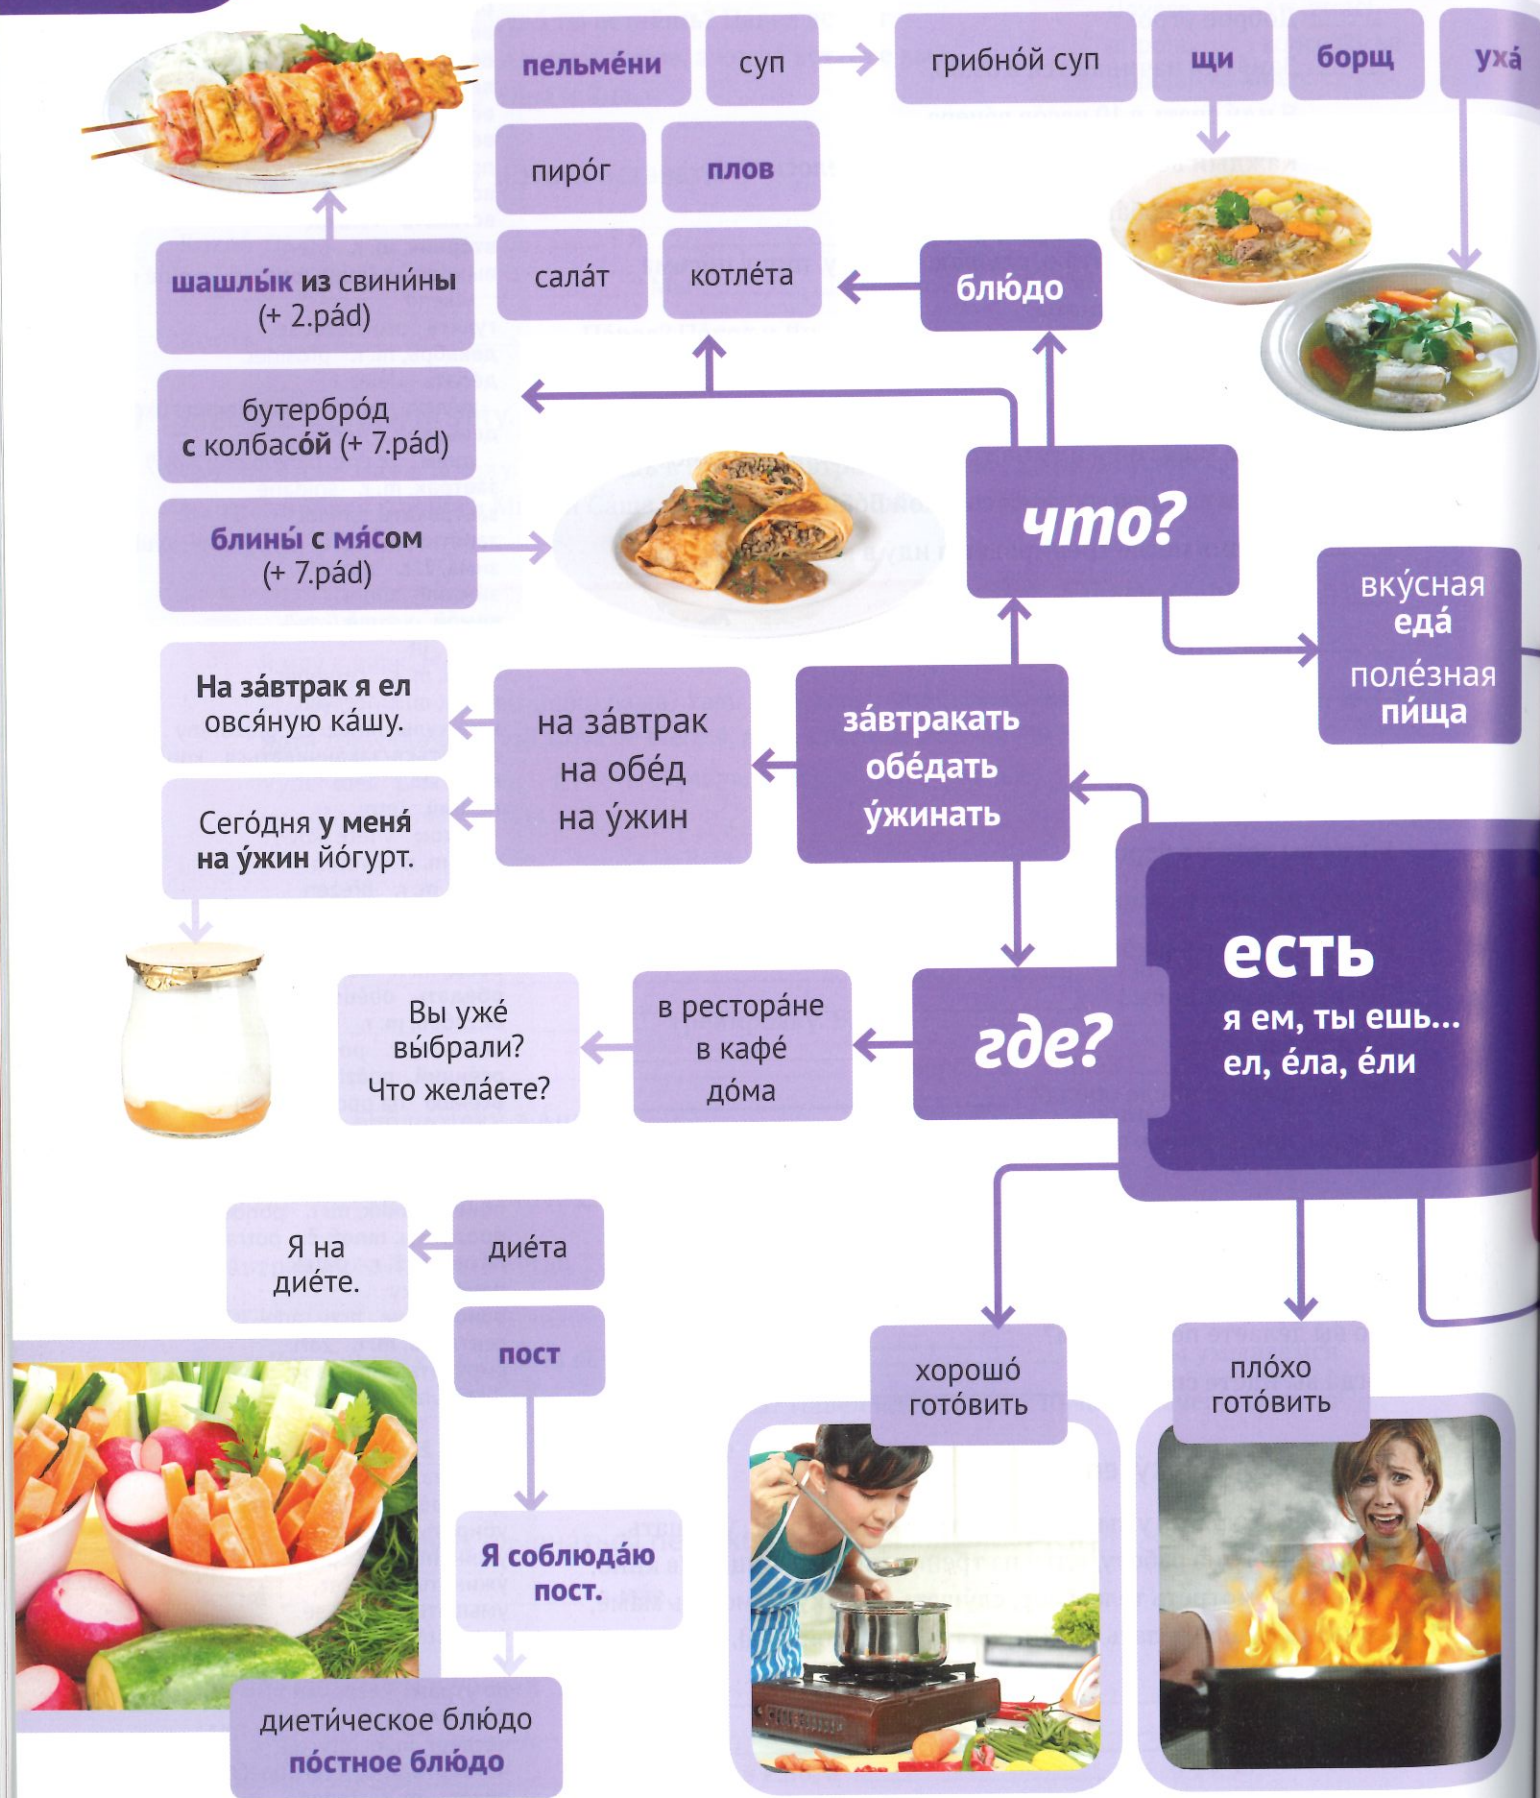 пельме́ни
суп
грибно́й суп
щи
борщ
уха́
пиро́г
плов
сала́т
котле́та
блю́до
шашлы́к из свини́ны
(+ 2.pád)
бутербро́д
с колбасо́й (+ 7.pád)
блины́ с мя́сом
(+ 7.pád)
что?
вку́сная
еда́
поле́зная
пи́ща
На за́втрак я ел
овся́ную ка́шу.
на за́втрак
на обе́д
на у́жин
за́втракать
обе́дать
у́жинать
Сего́дня у меня́
на у́жин йо́гурт.
есть
я ем, ты ешь...
ел, е́ла, е́ли
Вы уже́
вы́брали?
Что жела́ете?
в рестора́не
в кафе́
до́ма
где?
Я на
дие́те.
дие́та
пост
хорошо́
гото́вить
пло́хо
гото́вить
Я соблюда́ю
пост.
диети́ческое блю́до
по́стное блю́до